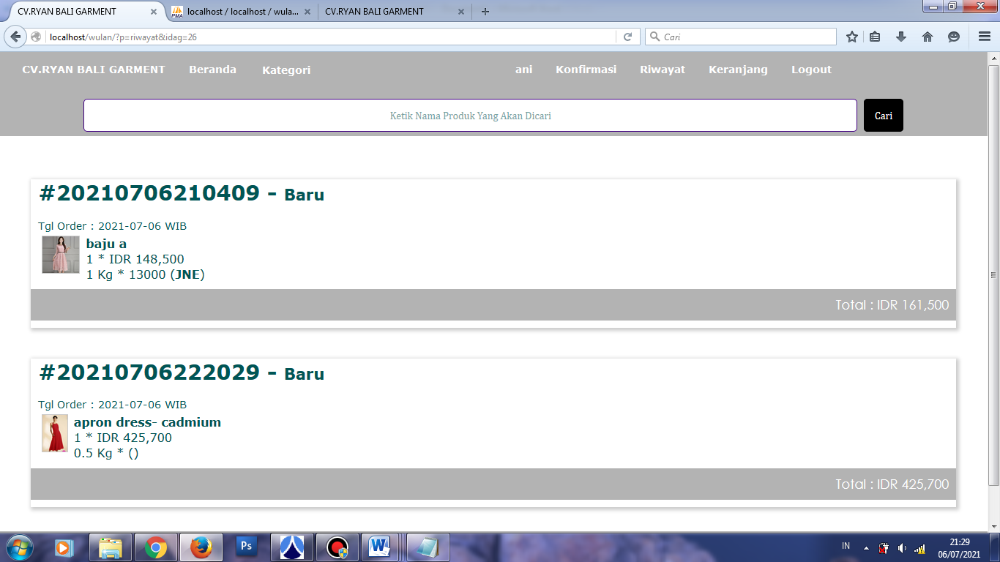 CV.RYAN BALI GARMENT
localhost / localhost / wula...
CV.RYAN BALI GARMENT
localhost/wulan/?p=riwayat&idag=26
Cari
CV.RYAN BALI GARMENT Beranda Kategori ani Konfirmasi Riwayat Keranjang Logout
Ketik Nama Produk Yang Akan Dicari Cari
#20210706210409 - Baru
Tgl Order : 2021-07-06 WIB
baju a
1 * IDR 148,500
1 Kg * 13000 (JNE)
Total : IDR 161,500
#20210706222029 - Baru
Tgl Order : 2021-07-06 WIB
apron dress- cadmium
1 * IDR 425,700
0.5 Kg * ()
Total : IDR 425,700
IN
21:29
06/07/2021